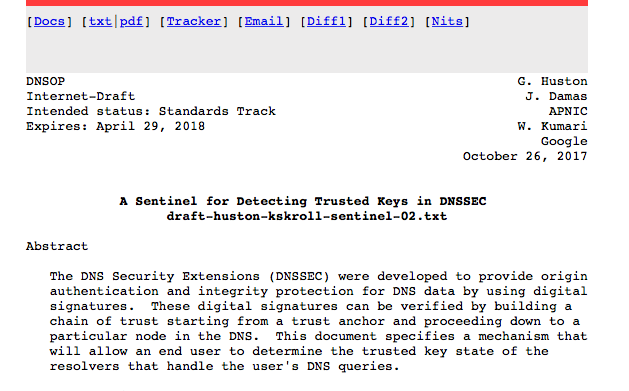 [Docs] [txt|pdf] [Tracker] [Email] [Diff1] [Diff2] [Nits]
DNSOP G. Huston
Internet-Draft J. Damas
Intended status: Standards Track APNIC
Expires: April 29, 2018 W. Kumari
Google
October 26, 2017
A Sentinel for Detecting Trusted Keys in DNSSEC
draft-huston-kskroll-sentinel-02.txt
Abstract
The DNS Security Extensions (DNSSEC) were developed to provide origin
authentication and integrity protection for DNS data by using digital
signatures.  These digital signatures can be verified by building a
chain of trust starting from a trust anchor and proceeding down to a
particular node in the DNS.  This document specifies a mechanism that
will allow an end user to determine the trusted key state of the
resolvers that handle the user's DNS queries.